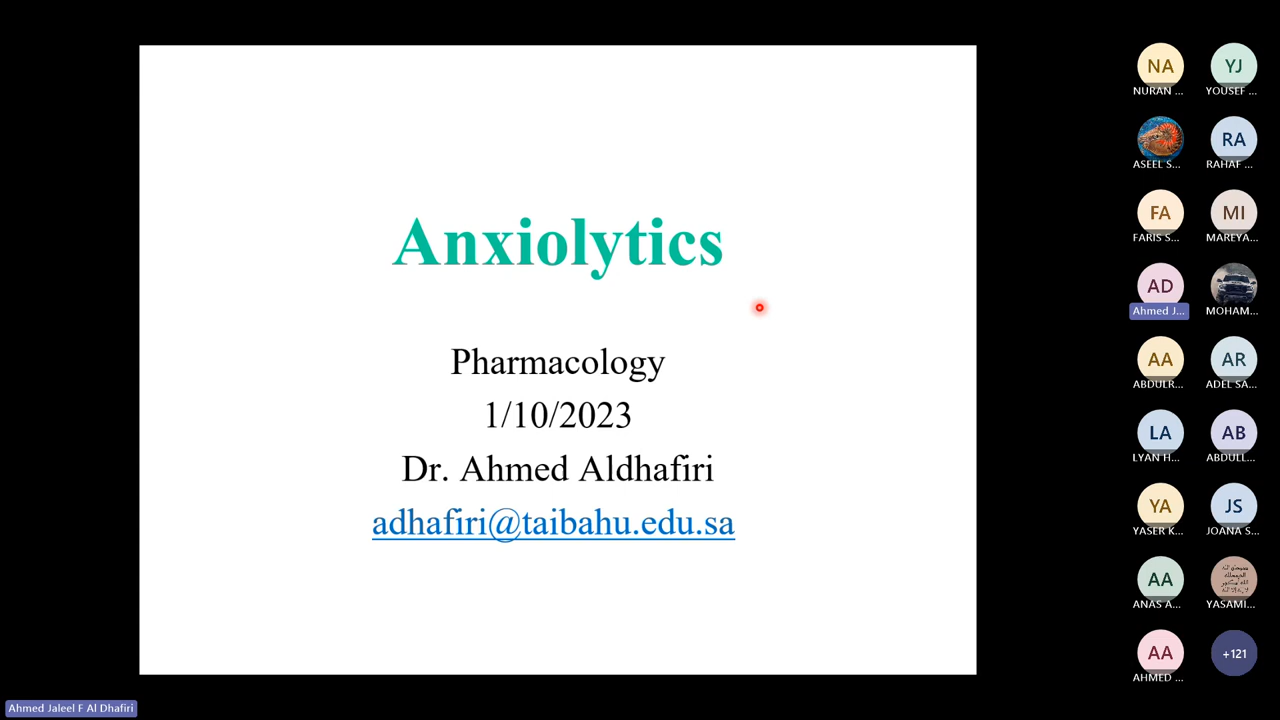 Anxiolytics
Pharmacology
1/10/2023
Dr. Ahmed Aldhafiri
adhafiri@taibahu.edu.sa
NA
NURAN ...
YJ
YOUSEF ...
ASEEL S...
RA
RAHAF ...
FA
FARIS S...
MI
MAREYA...
AD
Ahmed J...
MOHAM...
AA
ABDULR...
AR
ADEL SA...
LA
LYAN H...
AB
ABDULL...
YA
YASER K...
JS
JOANA S...
AA
ANAS A...
YASAMI...
AA
AHMED ...
+121
Ahmed Jaleel F Al Dhafiri